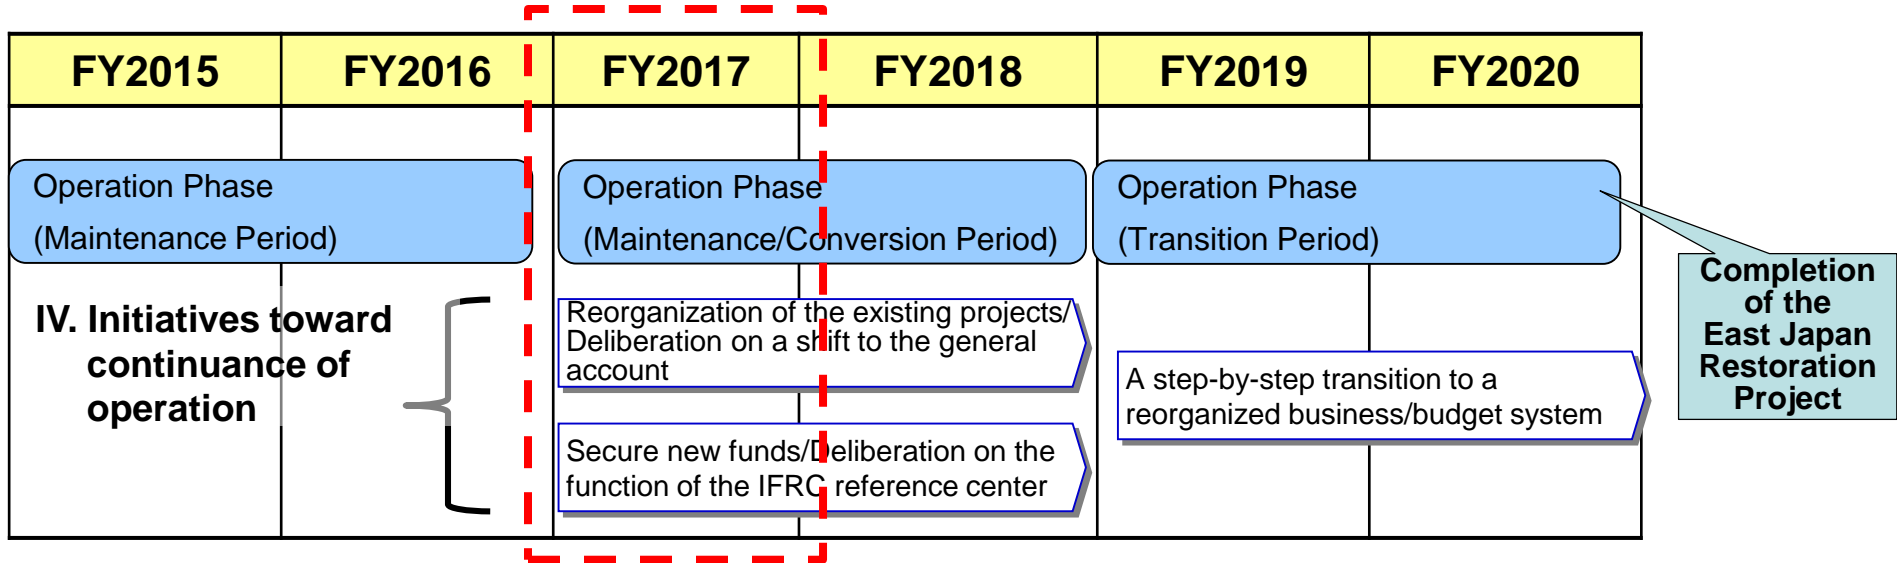 FY2015 FY2016 FY2017 FY2018 FY2019 FY2020
Operation Phase
(Maintenance Period)
Operation Phase
(Maintenance/Conversion Period)
Operation Phase
(Transition Period)
Completion
of the
East Japan
Restoration
Project
IV. Initiatives toward
continuance of
operation
Reorganization of the existing projects/
Deliberation on a shift to the general
account
Secure new funds/Deliberation on the
function of the IFRC reference center
A step-by-step transition to a
reorganized business/budget system